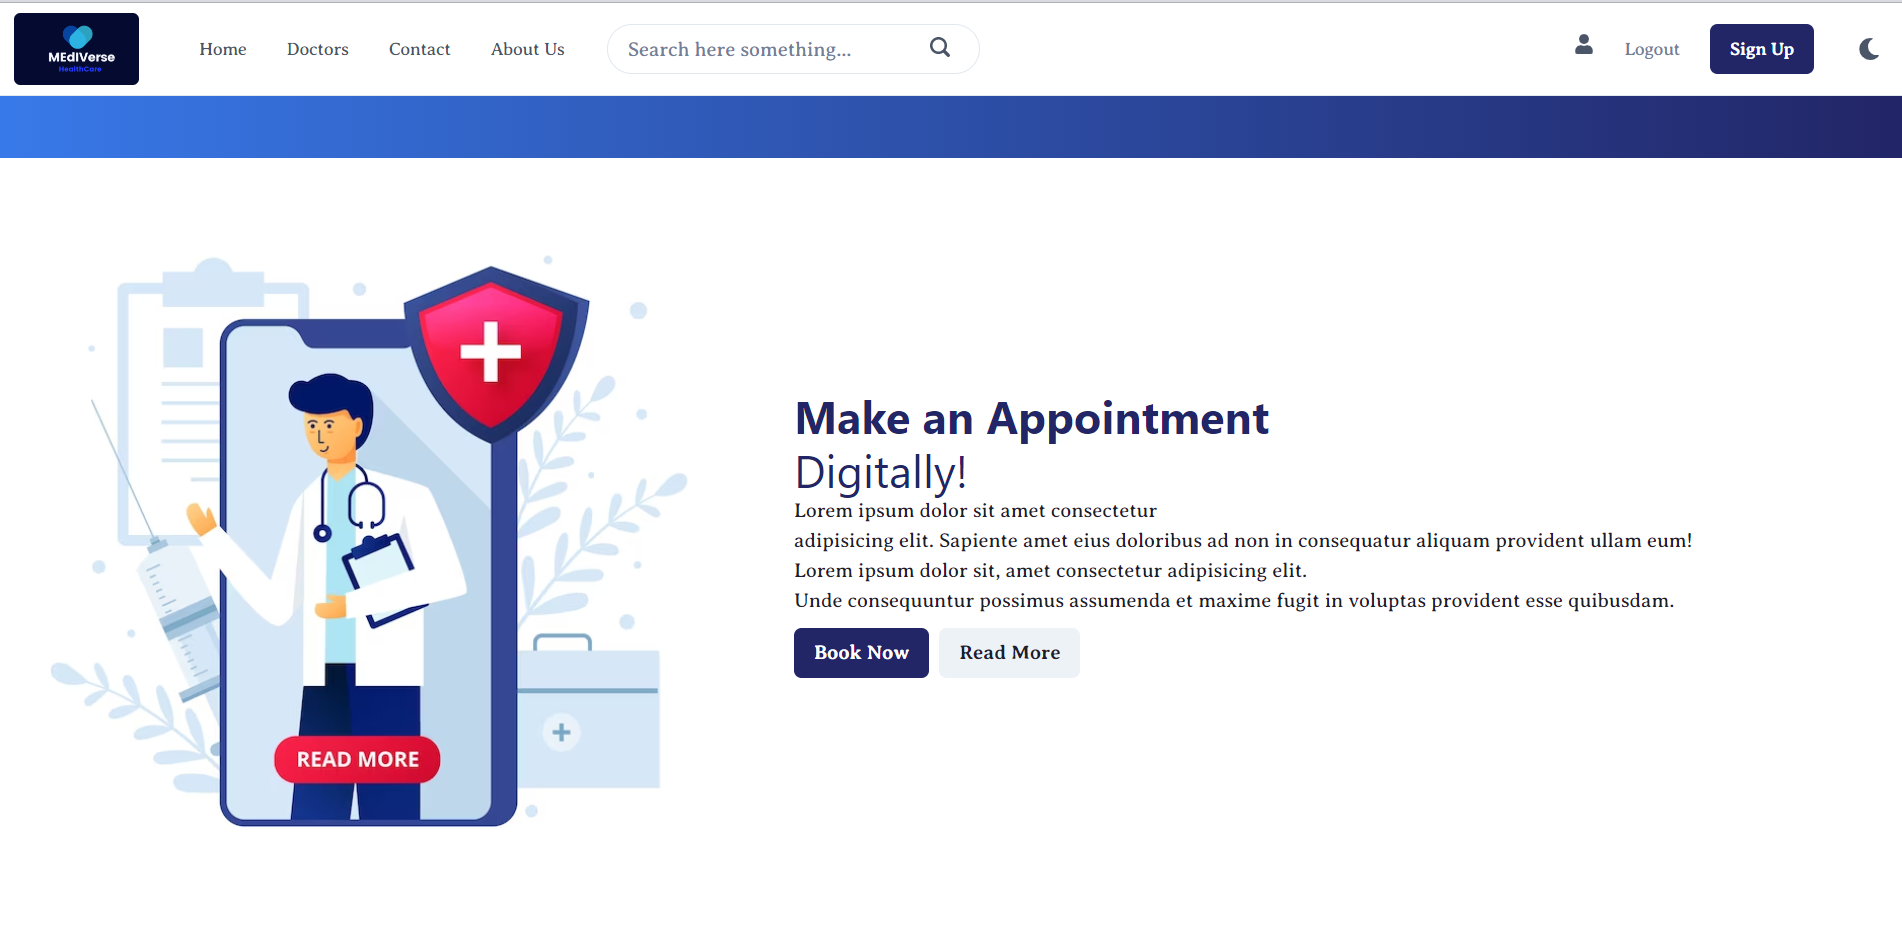 MEdIVerse
HealthCare
Home
Doctors
Contact
About Us
Search here something...
Logout
Sign Up
Make an Appointment
Digitally!
Lorem ipsum dolor sit amet consectetur
adipisicing elit. Sapiente amet eius doloribus ad non in consequatur aliquam provident ullam eum!
Lorem ipsum dolor sit, amet consectetur adipisicing elit.
Unde consequuntur possimus assumenda et maxime fugit in voluptas provident esse quibusdam.
Book Now
Read More
READ MORE